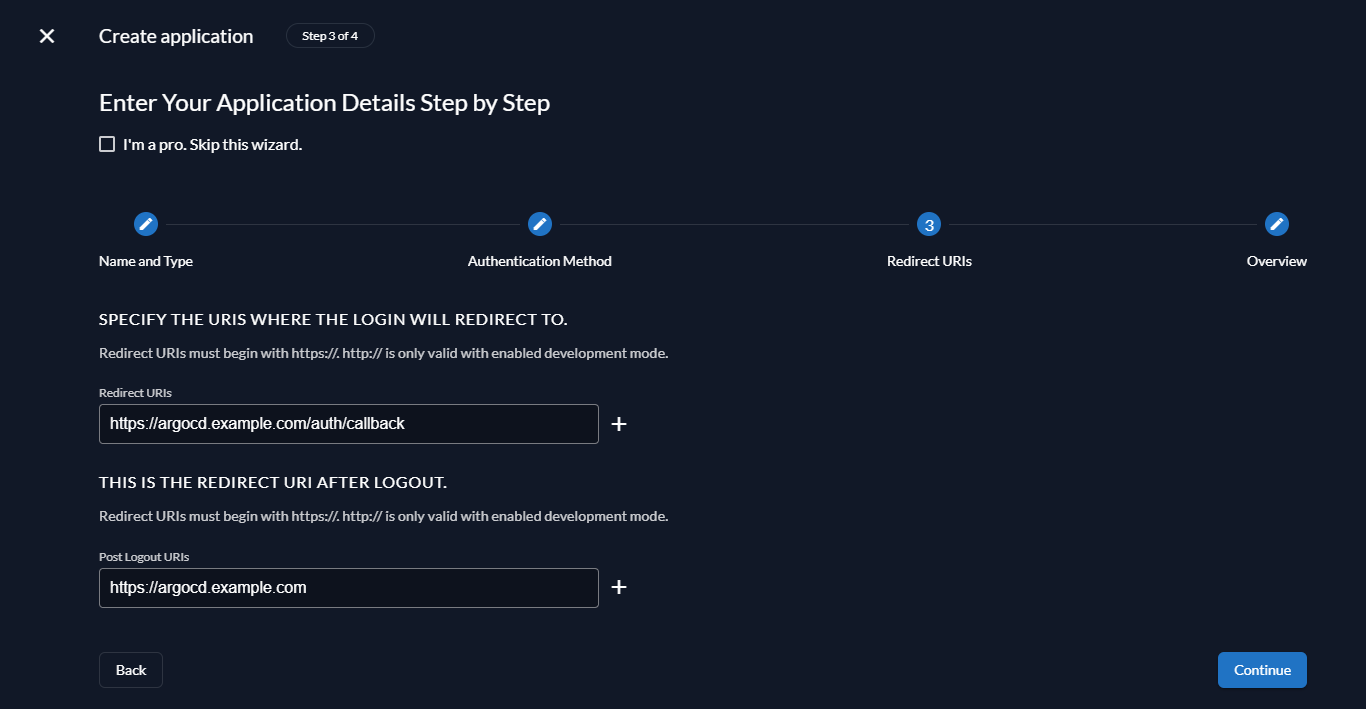 Create application
Step 3 of 4
Enter Your Application Details Step by Step
I'm a pro. Skip this wizard.
3
Name and Type
Authentication Method
Redirect URIs
Overview
SPECIFY THE URIS WHERE THE LOGIN WILL REDIRECT TO.
Redirect URIs must begin with https://. http:// is only valid with enabled development mode.
Redirect URIs
https://argocd.example.com/auth/callback
THIS IS THE REDIRECT URI AFTER LOGOUT.
Redirect URIs must begin with https://. http:// is only valid with enabled development mode.
Post Logout URIs
https://argocd.example.com
Back
Continue